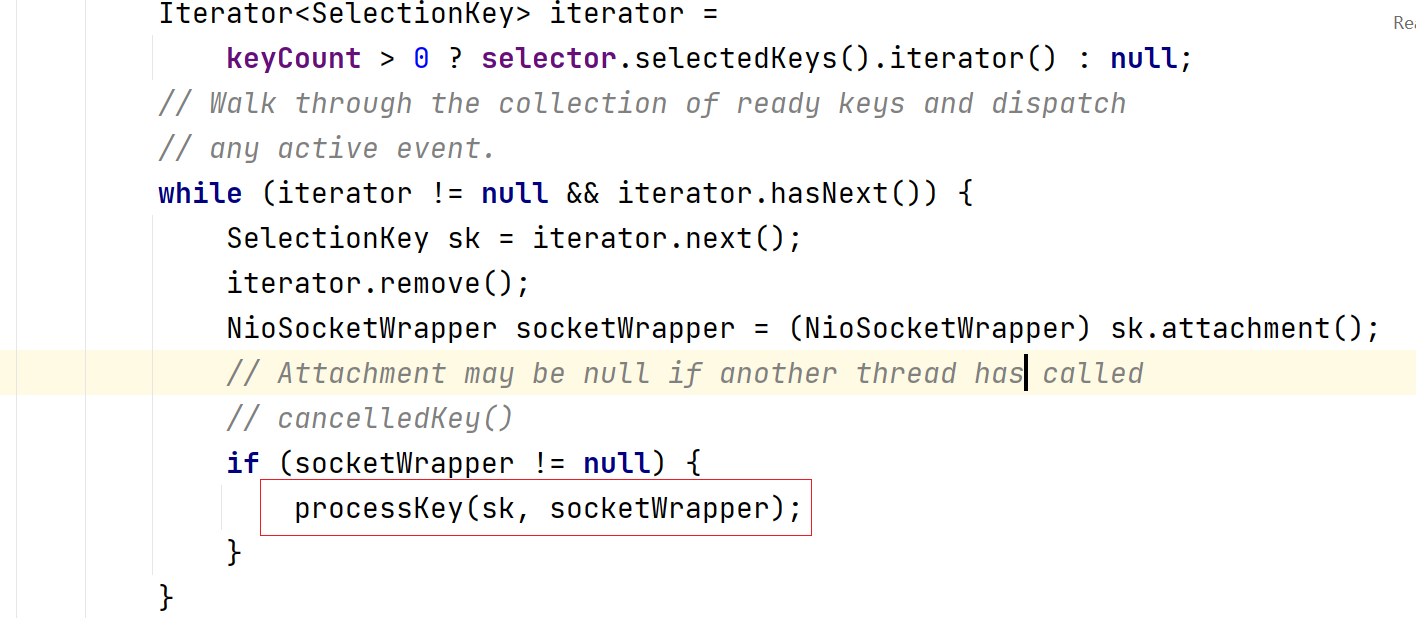 Iterator<SelectionKey> iterator =
Rea
keyCount > 0 ? selector.selectedKeys().iterator() : null;
// Walk through the collection of ready keys and dispatch
// any active event.
while (iterator != null && iterator.hasNext()) {
SelectionKey sk = iterator.next();
iterator.remove();
NioSocketWrapper socketWrapper = (NioSocketWrapper) sk.attachment();
// Attachment may be null if another thread has called
// cancelledKey()
if (socketWrapper != null) {
processKey(sk, socketWrapper);
}
}